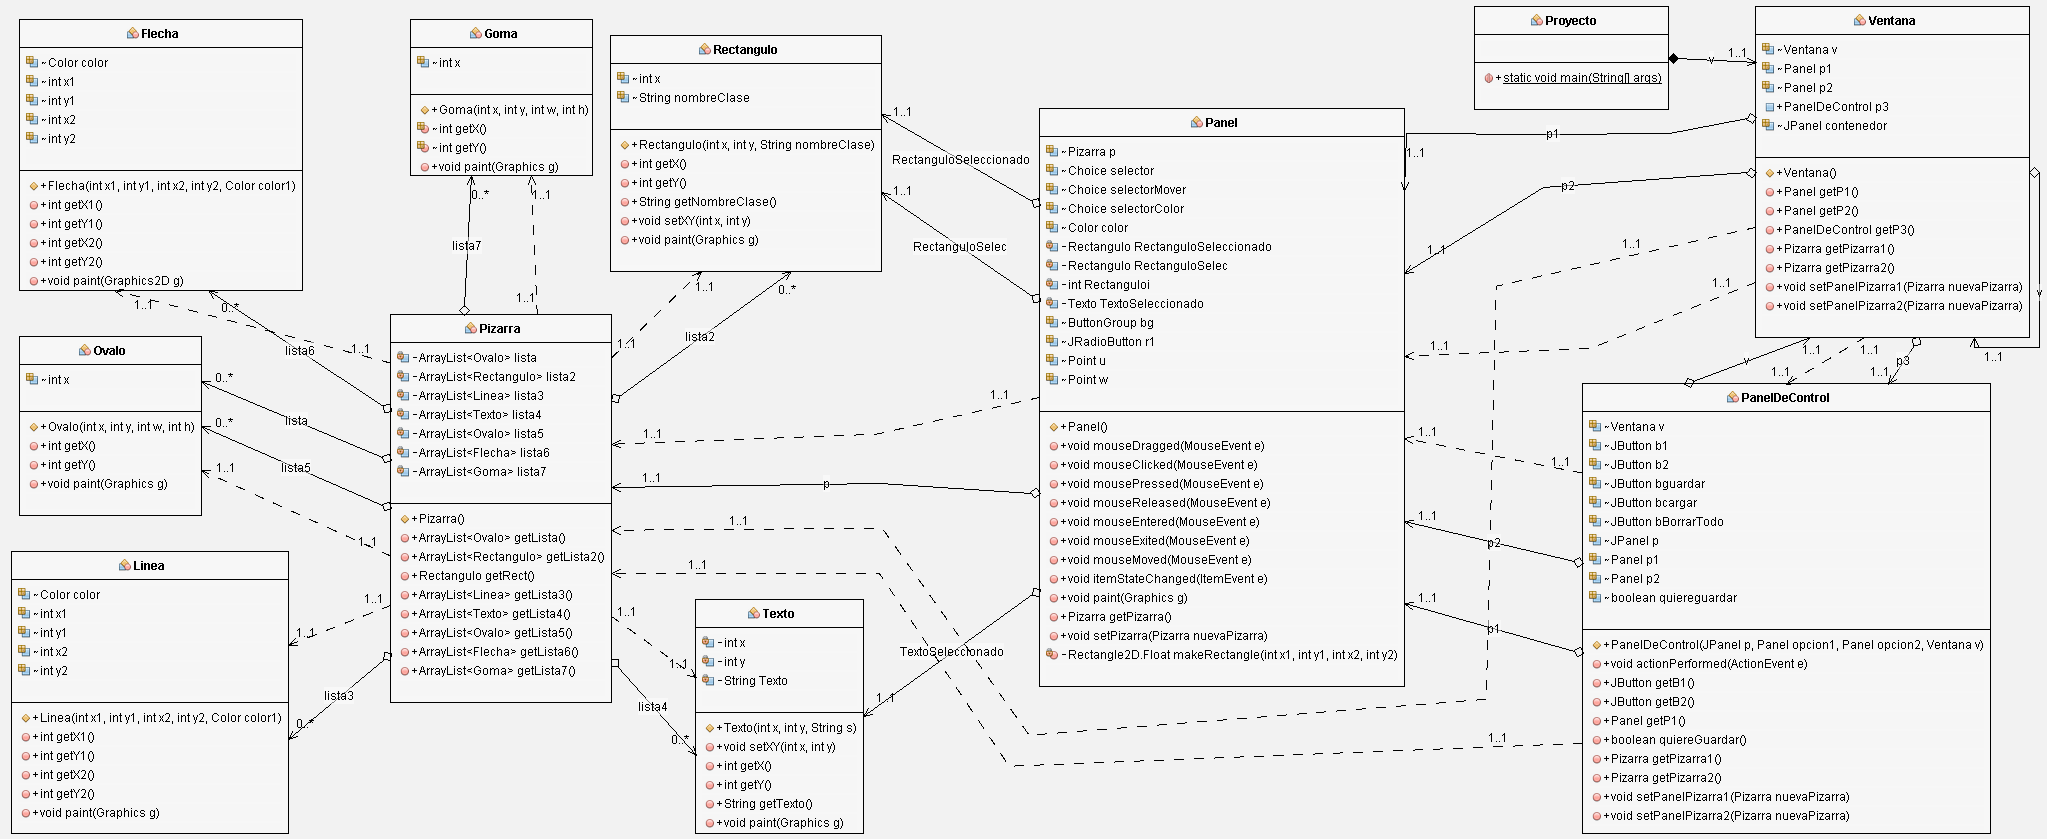 Flecha
~Color color
~int x1
~int y1
~int x2
~int y2
+Flecha(int x1, int y1, int x2, int y2, Color color1)
+int getX1()
+int getY1()
+int getX2()
+int getY2()
+void paint(Graphics2D g)
Goma
~int x
+Goma(int x, int y, int w, int h)
~int getX()
~int getY()
+void paint(Graphics g)
Rectangulo
~int x
~String nombreClase
+Rectangulo(int x, int y, String nombreClase)
+int getX()
+int getY()
+String getNombreClase()
+void setXY(int x, int y)
+void paint(Graphics g)
Panel
~Pizarra p
~Choice selector
~Choice selectorMover
~Choice selectorColor
~Color color
-Rectangulo RectanguloSeleccionado
-Rectangulo RectanguloSelec
-int Rectanguloi
-Texto TextoSeleccionado
~ButtonGroup bg
~JRadioButton r1
~Point u
~Point w
+Panel()
+void mouseDragged(MouseEvent e)
+void mouseClicked(MouseEvent e)
+void mousePressed(MouseEvent e)
+void mouseReleased(MouseEvent e)
+void mouseEntered(MouseEvent e)
+void mouseExited(MouseEvent e)
+void mouseMoved(MouseEvent e)
+void itemStateChanged(ItemEvent e)
+void paint(Graphics g)
+Pizarra getPizarra()
+void setPizarra(Pizarra nuevaPizarra)
-Rectangle2D.Float makeRectangle(int x1, int y1, int x2, int y2)
Proyecto
+static void main(String[] args)
v
1..1
Ventana
~Ventana v
~Panel p1
~Panel p2
+PanelDeControl p3
~JPanel contenedor
+Ventana()
+Panel getP1()
+Panel getP2()
+PanelDeControl getP3()
+Pizarra getPizarra1()
+Pizarra getPizarra2()
+void setPanelPizarra1(Pizarra nuevaPizarra)
+void setPanelPizarra2(Pizarra nuevaPizarra)
p1
1..1
p2
1..1
1..1
1..1
1..1
v
1..1
v
1..1
1..1
1..1
p3
1..1
1..1
RectanguloSeleccionado
1..1
RectanguloSelec
0..*
lista7
1..1
1..1
1..1
1..1
0..*
lista2
1..1
0..*
1..1
lista6
Ovalo
~int x
+Ovalo(int x, int y, int w, int h)
+int getX()
+int getY()
+void paint(Graphics g)
0..*
lista
0..*
lista5
1..1
1..1
Pizarra
-ArrayList<Ovalo> lista
-ArrayList<Rectangulo> lista2
-ArrayList<Linea> lista3
-ArrayList<Texto> lista4
-ArrayList<Ovalo> lista5
-ArrayList<Flecha> lista6
-ArrayList<Goma> lista7
+Pizarra()
+ArrayList<Ovalo> getLista()
+ArrayList<Rectangulo> getLista2()
+Rectangulo getRect()
+ArrayList<Linea> getLista3()
+ArrayList<Texto> getLista4()
+ArrayList<Ovalo> getLista5()
+ArrayList<Flecha> getLista6()
+ArrayList<Goma> getLista7()
1..1
1..1
1..1
p
1..1
1..1
Linea
~Color color
~int x1
~int y1
~int x2
~int y2
+Linea(int x1, int y1, int x2, int y2, Color color1)
+int getX1()
+int getY1()
+int getX2()
+int getY2()
+void paint(Graphics g)
1..1
1..1
lista3
0..*
1..1
1..1
lista4
0..*
Texto
-int x
-int y
-String Texto
+Texto(int x, int y, String s)
+void setXY(int x, int y)
+int getX()
+int getY()
+String getTexto()
+void paint(Graphics g)
TextoSeleccionado
1..1
PanelDeControl
~Ventana v
~JButton b1
~JButton b2
~JButton bguardar
~JButton bcargar
~JButton bBorrarTodo
~JPanel p
~Panel p1
~Panel p2
~boolean quiereguardar
+PanelDeControl(JPanel p, Panel opcion1, Panel opcion2, Ventana v)
+void actionPerformed(ActionEvent e)
+JButton getB1()
+JButton getB2()
+Panel getP1()
+boolean quiereGuardar()
+Pizarra getPizarra1()
+Pizarra getPizarra2()
+void setPanelPizarra1(Pizarra nuevaPizarra)
+void setPanelPizarra2(Pizarra nuevaPizarra)
1..1
1..1
1..1
p2
1..1
p1
1..1